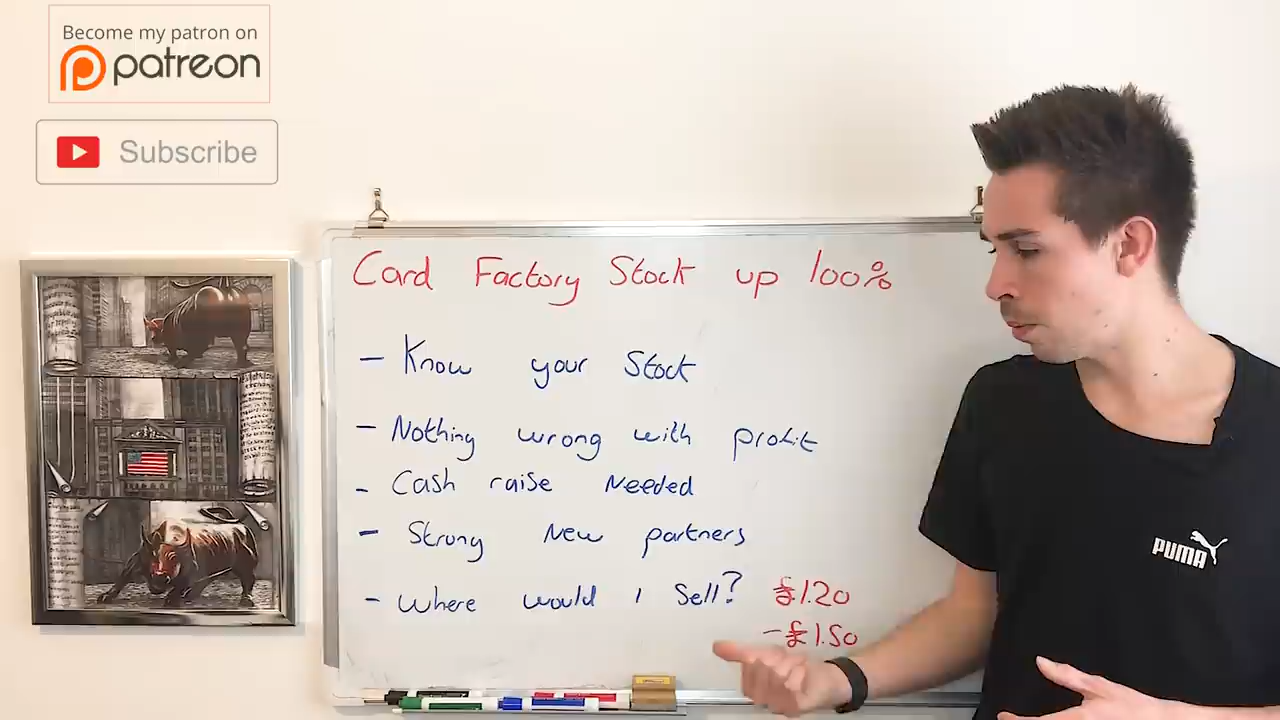 Become my patron on
patreon
Subscribe
Card Factory Stock up 100%
- Know your Stock
- Nothing wrong with profit
- Cash raise Needed
- Strong New partners
- Where would I Sell? £1.20
- £1.50
PUMA